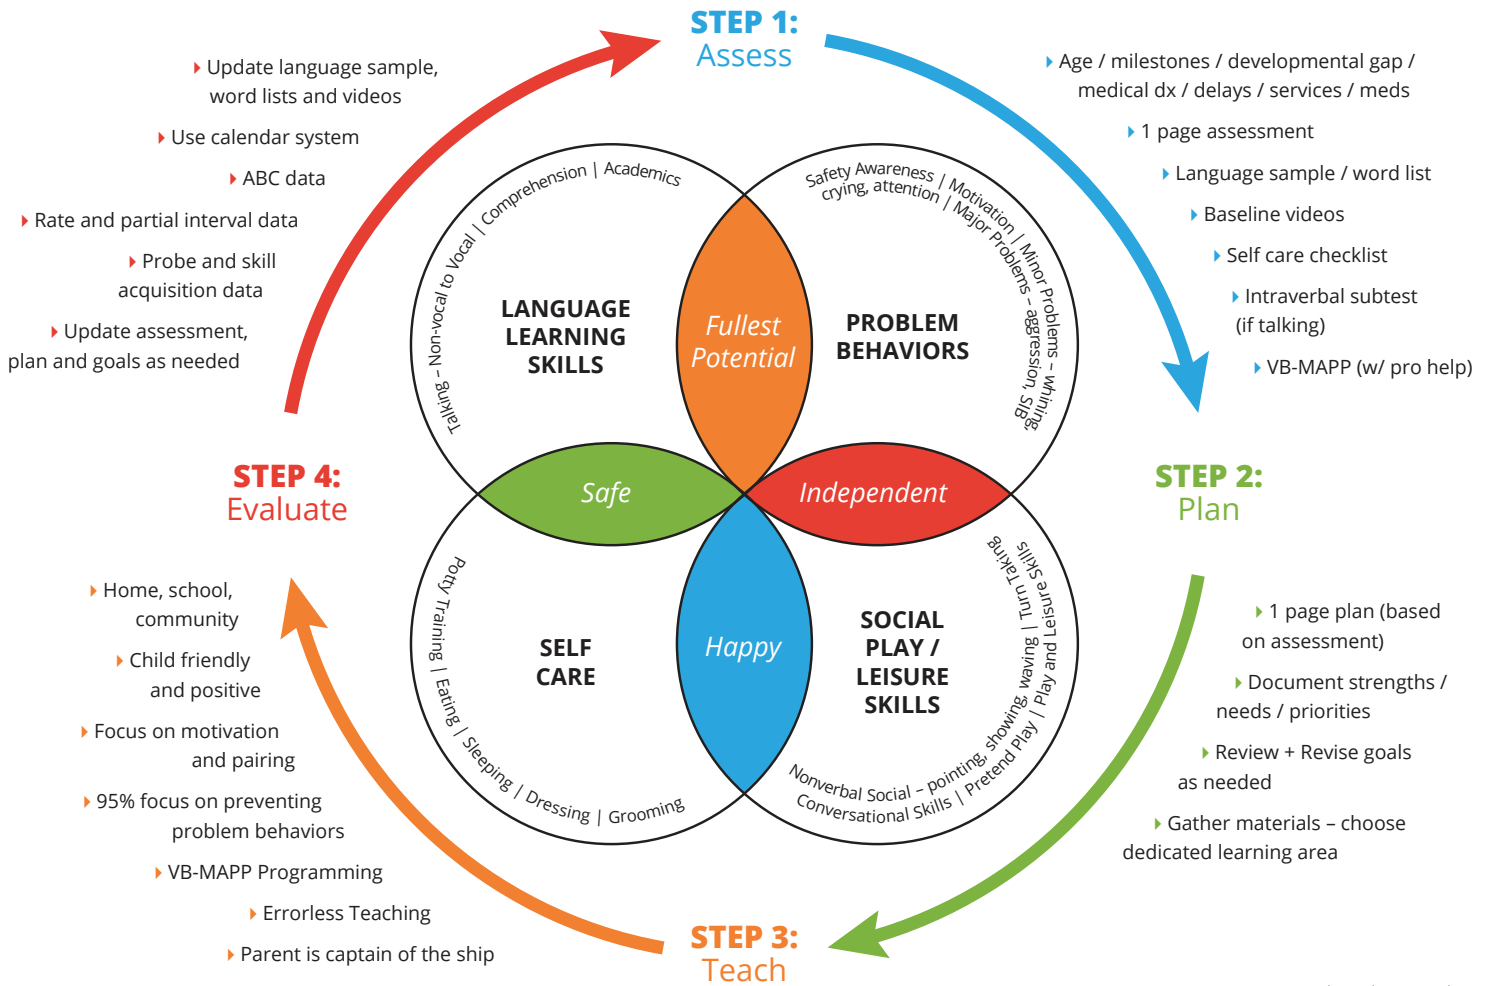 STEP 1:
Assess
Age / milestones / developmental gap /
medical dx / delays / services / meds
1 page assessment
Language sample / word list
Baseline videos
Self care checklist
Intraverbal subtest
(if talking)
VB-MAPP (w/ pro help)
STEP 2:
Plan
1 page plan (based
on assessment)
Document strengths /
needs / priorities
Review + Revise goals
as needed
Gather materials – choose
dedicated learning area
STEP 3:
Teach
Home, school,
community
Child friendly
and positive
Focus on motivation
and pairing
95% focus on preventing
problem behaviors
VB-MAPP Programming
Errorless Teaching
Parent is captain of the ship
STEP 4:
Evaluate
Update language sample,
word lists and videos
Use calendar system
ABC data
Rate and partial interval data
Probe and skill
acquisition data
Update assessment,
plan and goals as needed
Talking – Non-vocal to Vocal | Comprehension | Academics
LANGUAGE
LEARNING
SKILLS
Safety Awareness | Motivation | Minor Problems – whining,
crying, attention | Major Problems – aggression, SIB
PROBLEM
BEHAVIORS
Fullest
Potential
Safe
Independent
Happy
SELF
CARE
Potty Training | Eating | Sleeping | Dressing | Grooming
SOCIAL
PLAY /
LEISURE
SKILLS
Nonverbal Social – pointing, showing, waving | Turn Taking
Conversational Skills | Pretend Play | Play and Leisure Skills